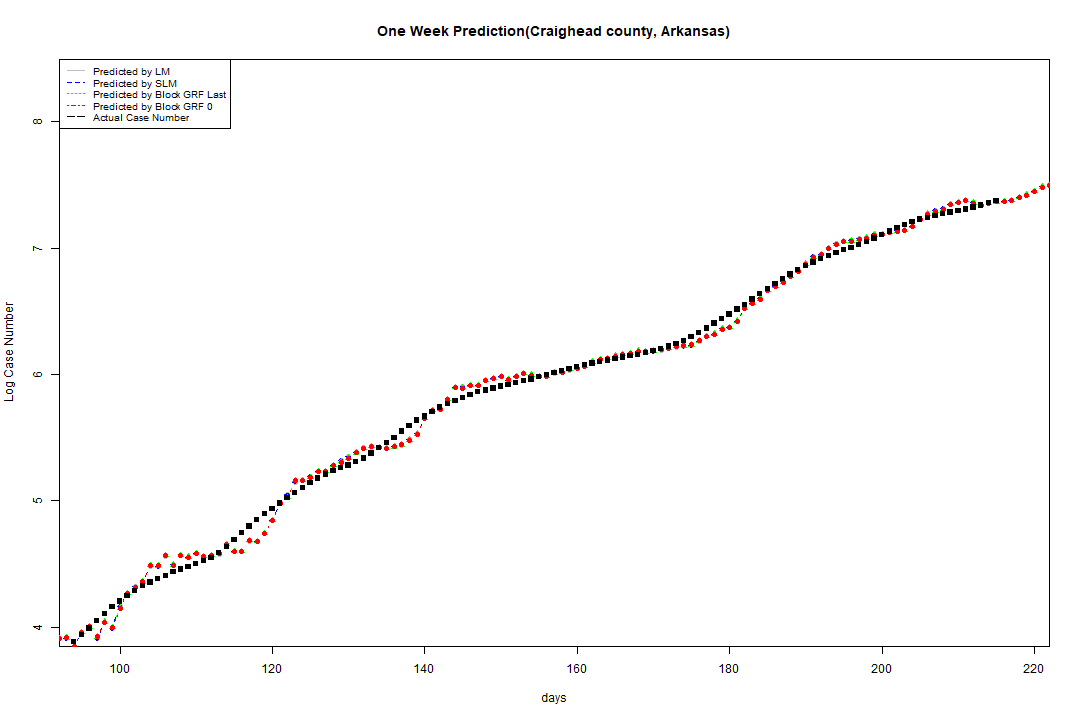 One Week Prediction(Craighead county, Arkansas)
Predicted by LM
Predicted by SLM
Predicted by Block GRF Last
Predicted by Block GRF 0
Actual Case Number
Log Case Number
8
7
6
5
4
100 120 140 160 180 200 220
days